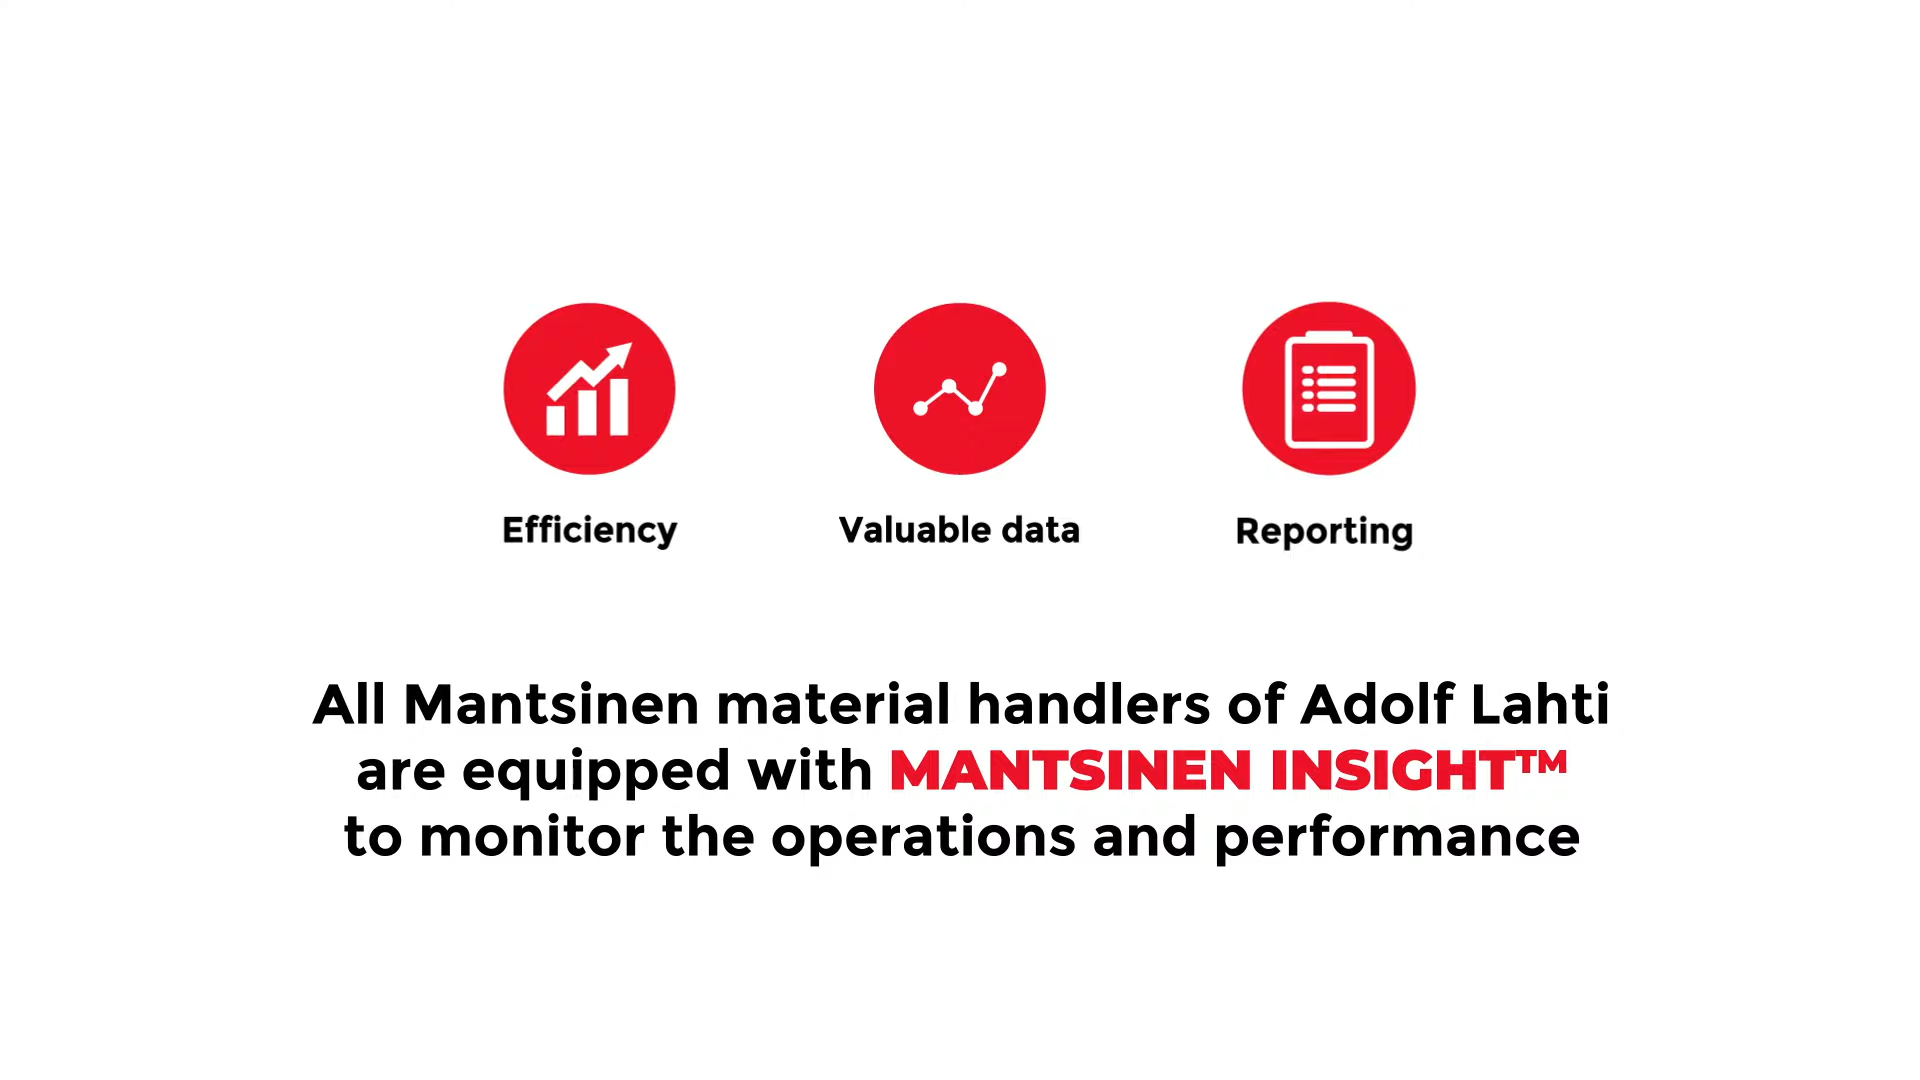 Efficiency
Valuable data
Reporting
All Mantsinen material handlers of Adolf Lahti
are equipped with MANTSINEN INSIGHT™
to monitor the operations and performance